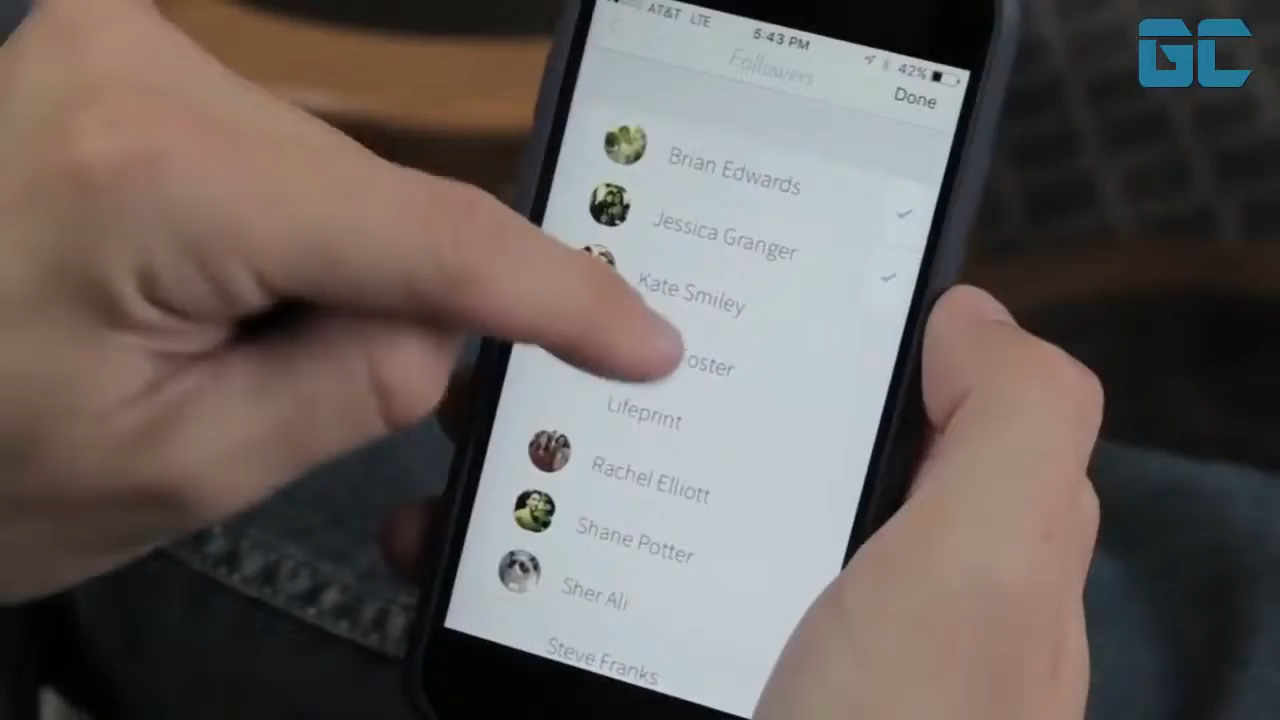 GC
AT&T LTE
5:43 PM
42%
Followers
Done
Brian Edwards
Jessica Granger
Kate Smiley
Foster
Lifeprint
Rachel Elliott
Shane Potter
Sher Ali
Steve Franks